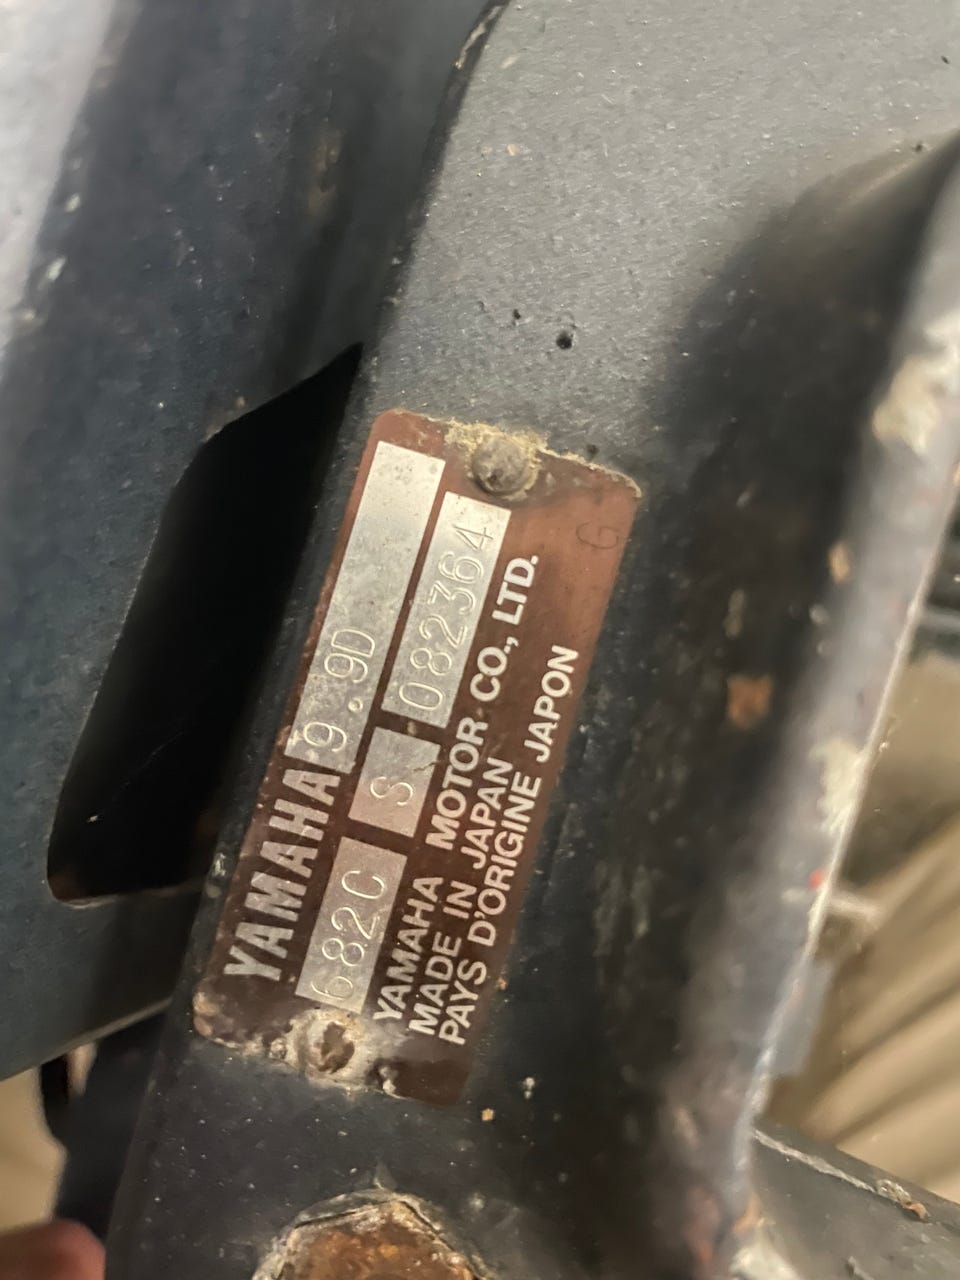 YAMAHA 9.9D
682C S 082364
YAMAHA MOTOR CO., LTD.
MADE IN JAPAN
PAYS D'ORIGINE JAPON
G